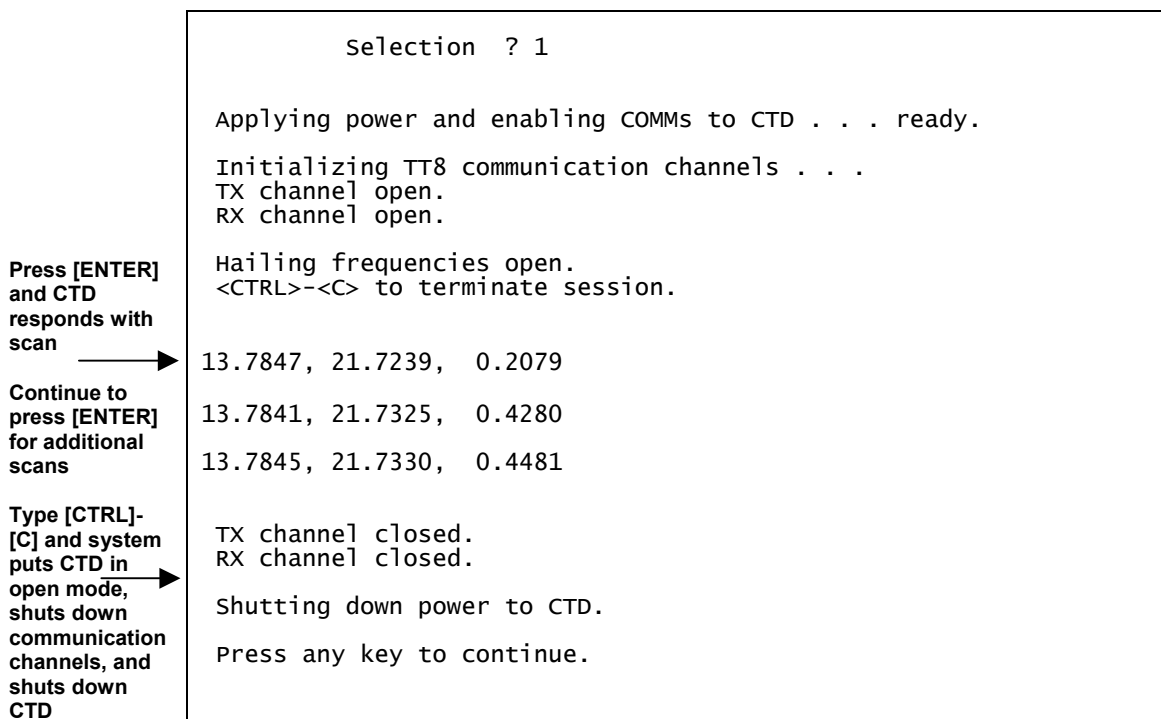 Selection ? 1
Applying power and enabling COMMs to CTD . . . ready.
Initializing TT8 communication channels . . .
TX channel open.
RX channel open.
Hailing frequencies open.
<CTRL>-<C> to terminate session.
Press [ENTER]
and CTD
responds with
scan
13.7847, 21.7239, 0.2079
Continue to
press [ENTER]
for additional
scans
13.7841, 21.7325, 0.4280
13.7845, 21.7330, 0.4481
Type [CTRL]-
[C] and system
puts CTD in
open mode,
shuts down
communication
channels, and
shuts down
CTD
TX channel closed.
RX channel closed.
Shutting down power to CTD.
Press any key to continue.